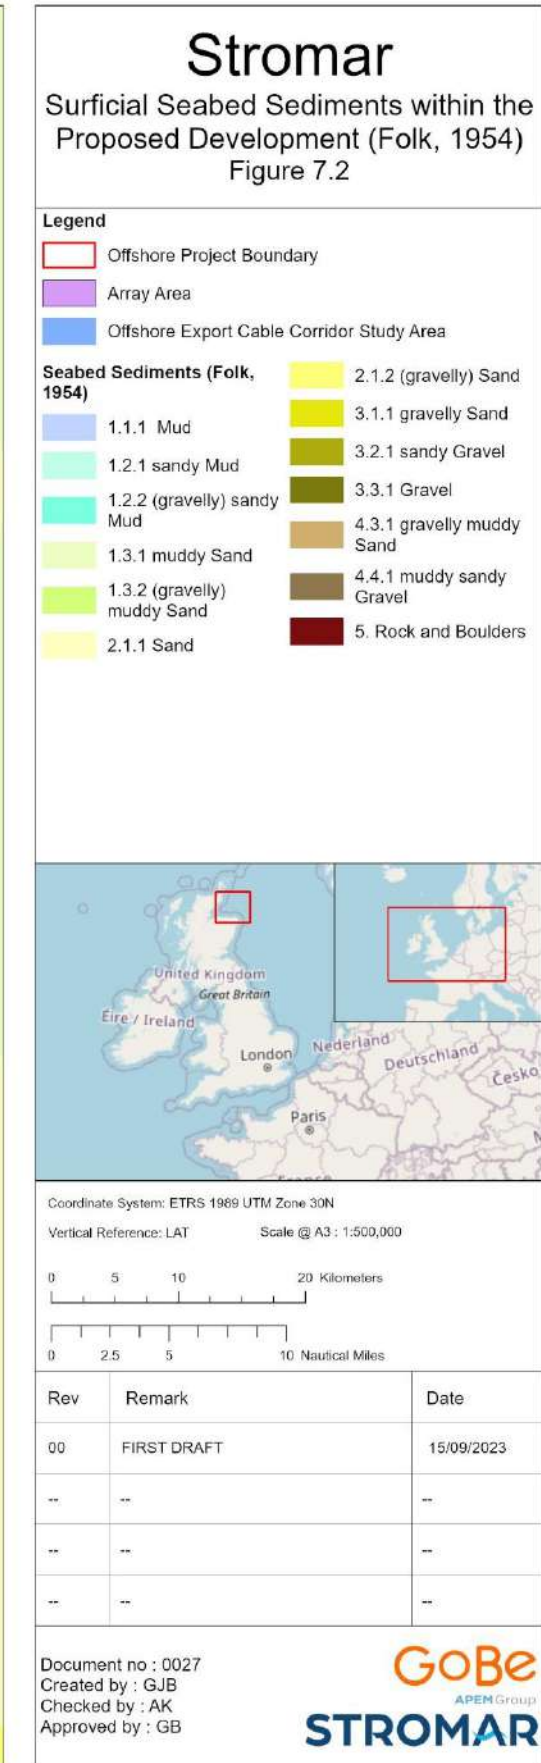 Stromar
Surficial Seabed Sediments within the
Proposed Development (Folk, 1954)
Figure 7.2
Legend
Offshore Project Boundary
Array Area
Offshore Export Cable Corridor Study Area
Seabed Sediments (Folk,
1954)
1.1.1 Mud
1.2.1 sandy Mud
1.2.2 (gravelly) sandy
Mud
1.3.1 muddy Sand
1.3.2 (gravelly)
muddy Sand
2.1.1 Sand
2.1.2 (gravelly) Sand
3.1.1 gravelly Sand
3.2.1 sandy Gravel
3.3.1 Gravel
4.3.1 gravelly muddy
Sand
4.4.1 muddy sandy
Gravel
5. Rock and Boulders
United Kingdom
Great Britain
Éire / Ireland
London
Nederland
Deutschland
Česko
Paris
Coordinate System: ETRS 1989 UTM Zone 30N
Vertical Reference: LAT Scale @ A3 : 1:500,000
0 5 10 20 Kilometers
0 2.5 5 10 Nautical Miles
Rev Remark Date
00 FIRST DRAFT 15/09/2023
-- -- --
-- -- --
-- -- --
Document no : 0027
Created by : GJB
Checked by : AK
Approved by : GB
GoBe
APEM Group
STROMAR